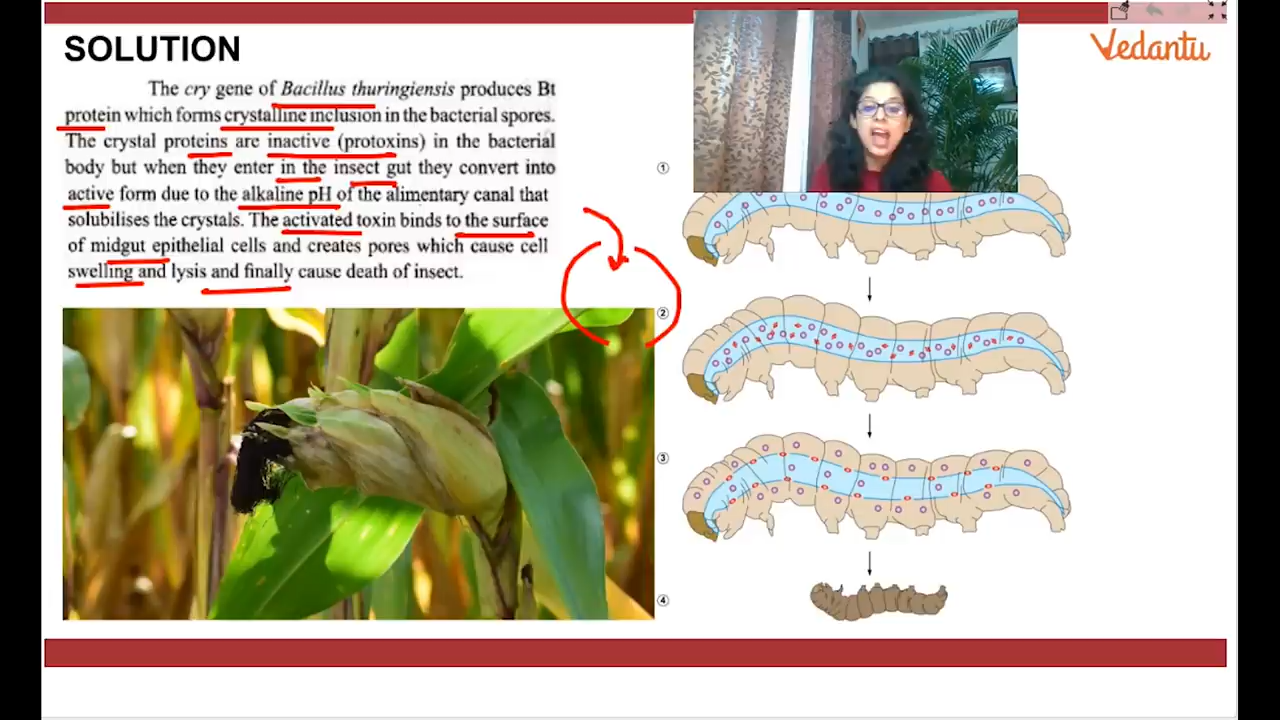 SOLUTION
Vedantu
The cry gene of Bacillus thuringiensis produces Bt
protein which forms crystalline inclusion in the bacterial spores.
The crystal proteins are inactive (protoxins) in the bacterial
body but when they enter in the insect gut they convert into
active form due to the alkaline pH of the alimentary canal that
solubilises the crystals. The activated toxin binds to the surface
of midgut epithelial cells and creates pores which cause cell
swelling and lysis and finally cause death of insect.
①
②
③
④